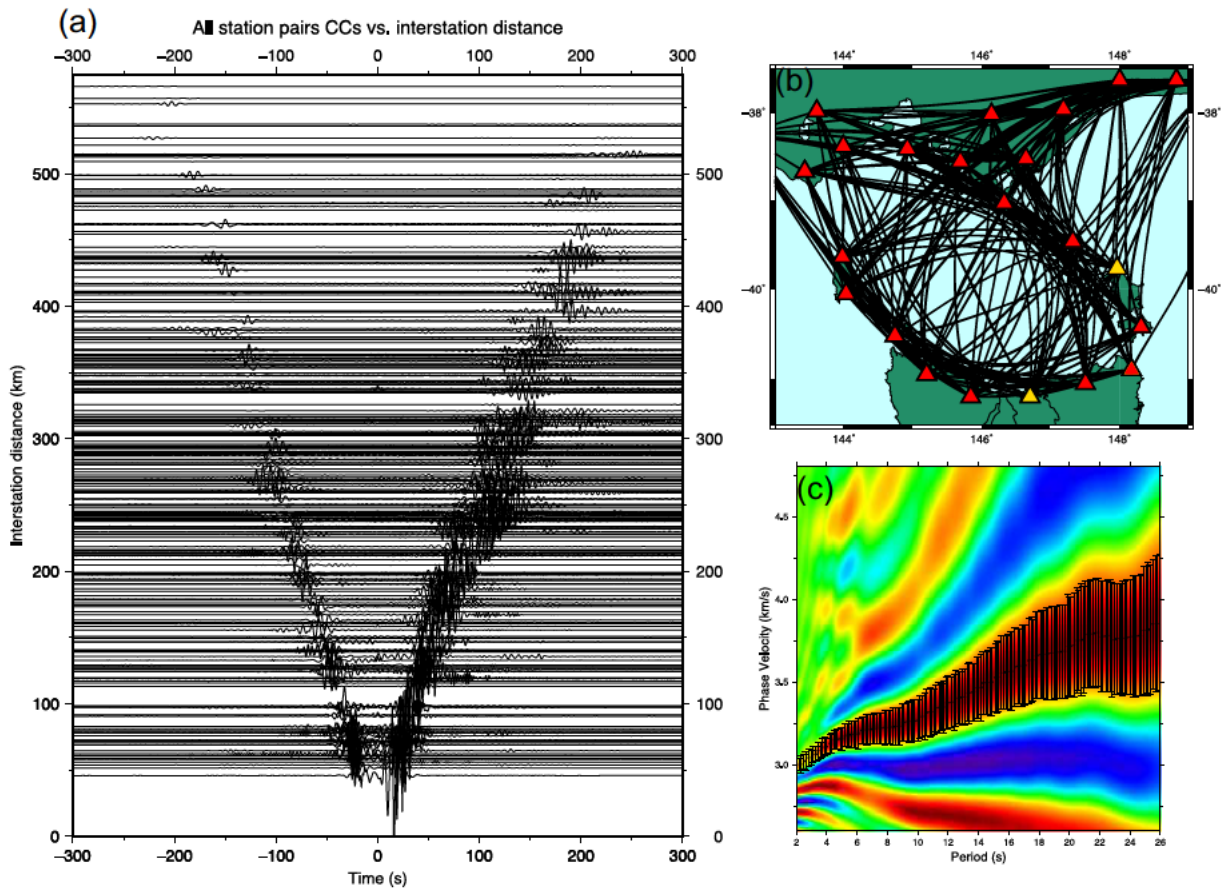 (a)
All station pairs CCs vs. interstation distance
−300 −200 −100 0 100 200 300
500
400
300
200
100
0
Interstation distance (km)
500
400
300
200
100
0
−300 −200 −100 0 100 200 300
Time (s)
(b)
144˚ 146˚ 148˚
−38˚ −38˚
−40˚ −40˚
144˚ 146˚ 148˚
(c)
4.5
4.0
3.5
3.0
Phase Velocity (km/s)
2 4 6 8 10 12 14 16 18 20 22 24 26
Period (s)